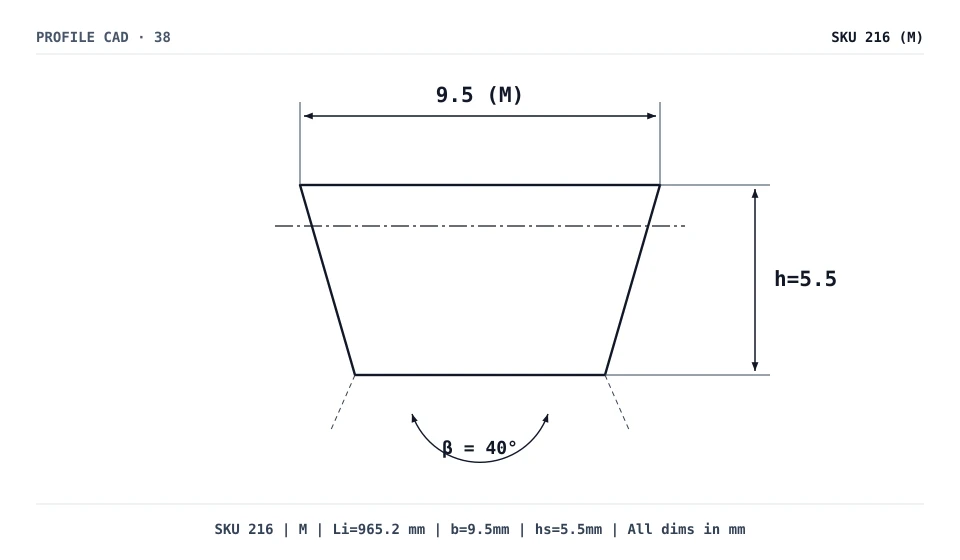 PROFILE CAD · 38
SKU 216 (M)
9.5 (M)
h=5.5
β = 40°
SKU 216 | M | Li=965.2 mm | b=9.5mm | hs=5.5mm | All dims in mm